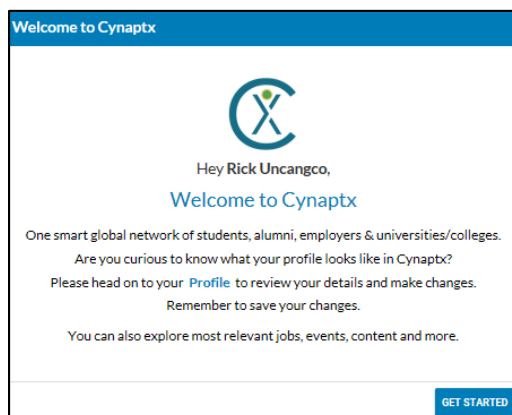 Welcome to Cynaptx
Hey Rick Uncangco,
Welcome to Cynaptx
One smart global network of students, alumni, employers & universities/colleges.
Are you curious to know what your profile looks like in Cynaptx?
Please head on to your Profile to review your details and make changes.
Remember to save your changes.
You can also explore most relevant jobs, events, content and more.
GET STARTED